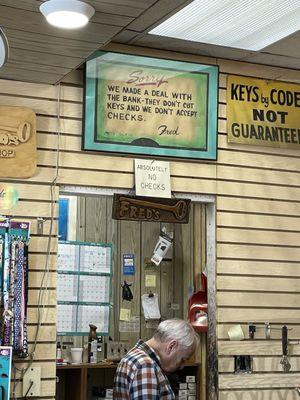 Sorry
WE MADE A DEAL WITH
THE BANK-THEY DON'T CUT
KEYS AND WE DON'T ACCEPT
CHECKS.
Fred
KEYS by CODE
NOT
GUARANTEED!
ABSOLUTELY
NO
CHECKS
FRED'S
SHOP